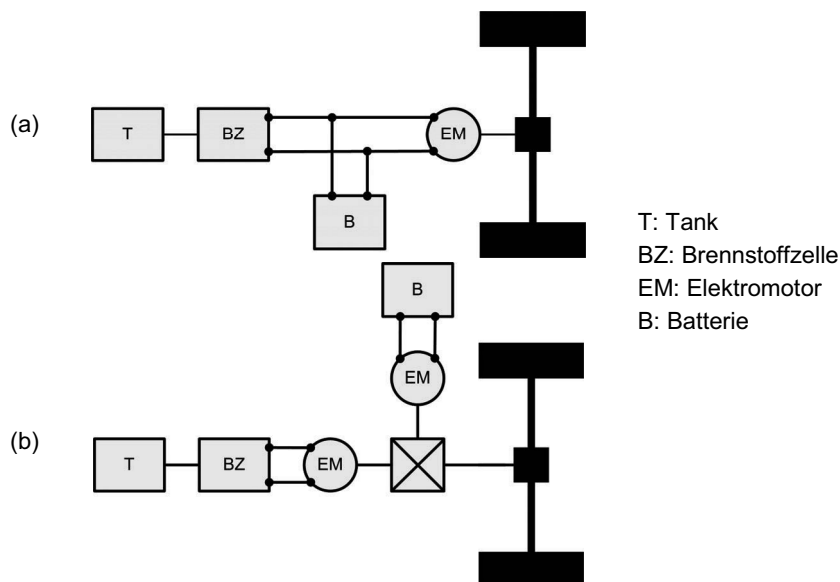 (a)
T
BZ
EM
B
T: Tank
BZ: Brennstoffzelle
EM: Elektromotor
B: Batterie
B
EM
(b)
T
BZ
EM